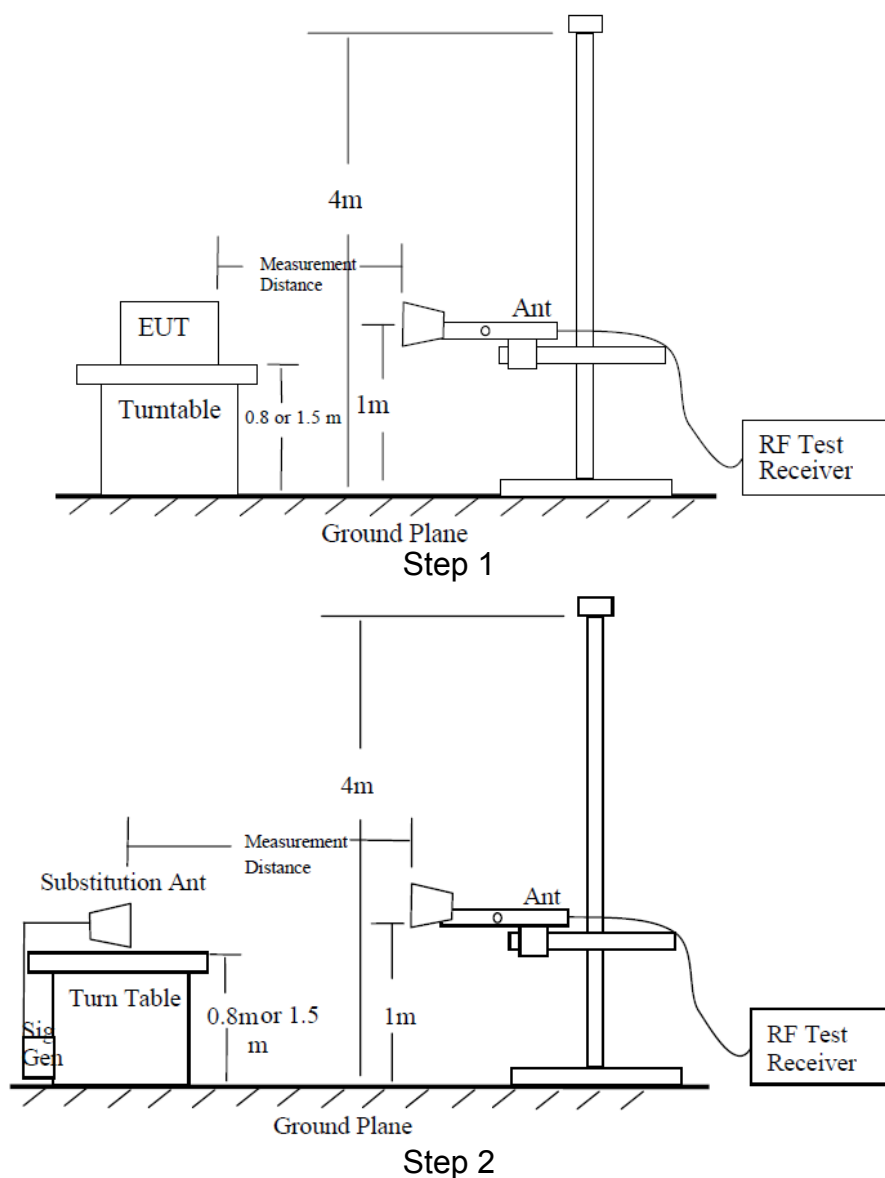 4m
Measurement
Distance
EUT
Ant
Turntable
0.8 or 1.5 m
1m
RF Test
Receiver
Ground Plane
Step 1
4m
Measurement
Distance
Substitution Ant
Ant
Turn Table
0.8m or 1.5
m
1m
Sig
Gen
RF Test
Receiver
Ground Plane
Step 2